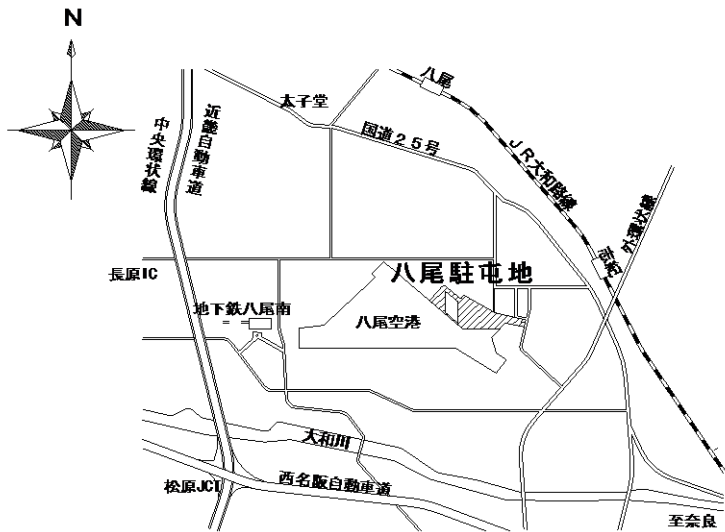 N
八尾
太子堂
近畿自動車道
中央環状線
国道25号
JR大和路線
外環状線
志紀
長原IC
八尾駐屯地
地下鉄八尾南
八尾空港
大和川
松原JCT
西名阪自動車道
至奈良